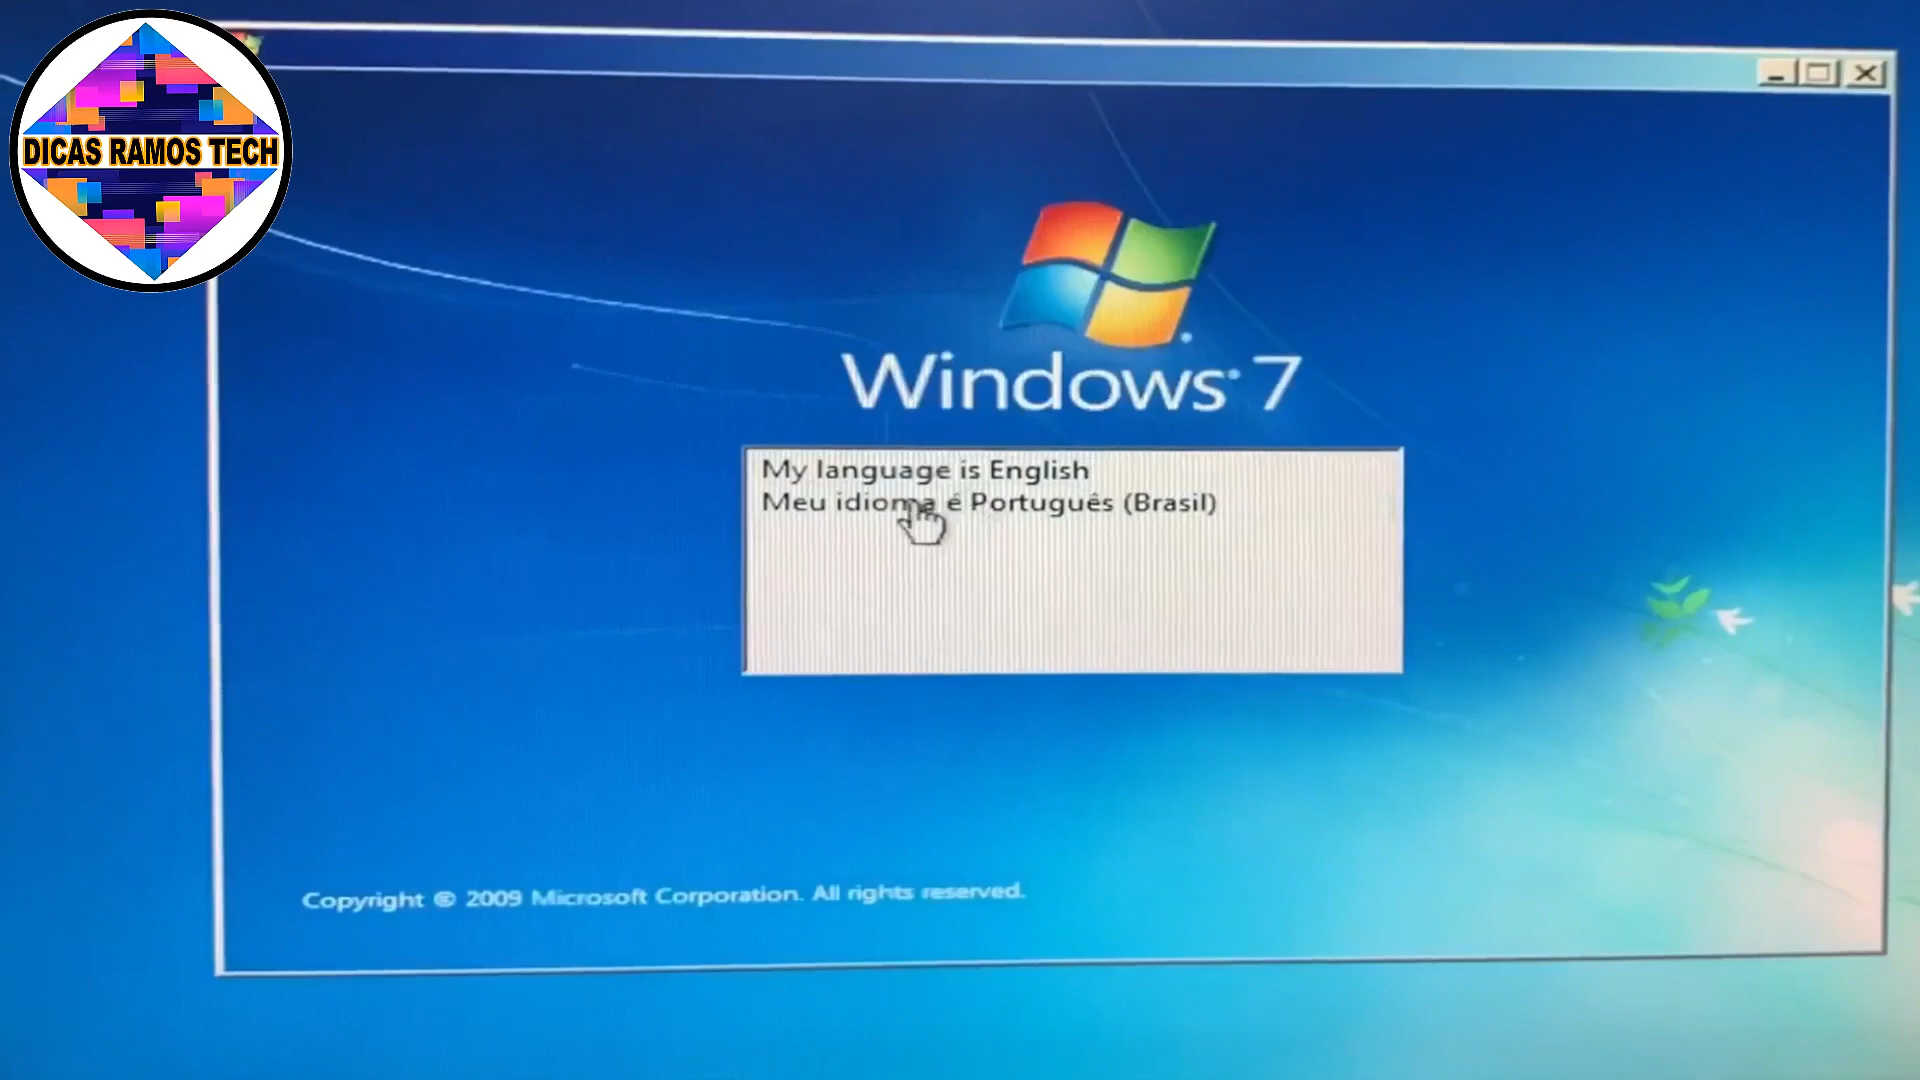 DICAS RAMOS TECH
Windows® 7
My language is English
Meu idioma é Português (Brasil)
Copyright © 2009 Microsoft Corporation. All rights reserved.